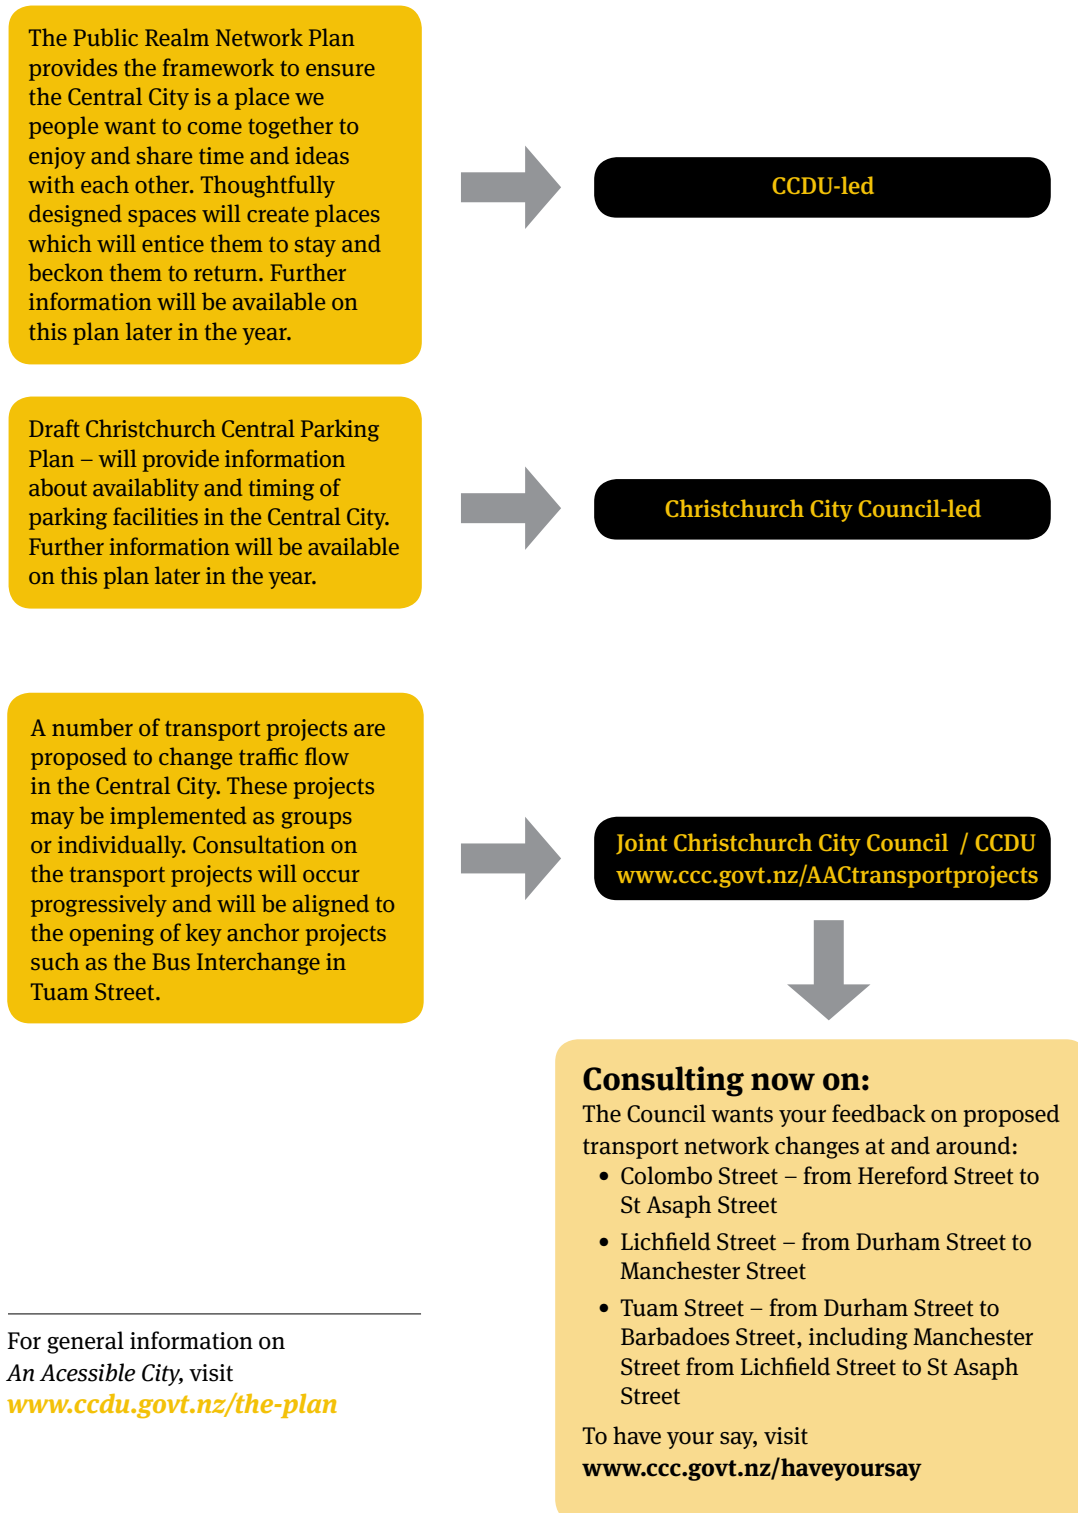 The Public Realm Network Plan
provides the framework to ensure
the Central City is a place we
people want to come together to
enjoy and share time and ideas
with each other. Thoughtfully
designed spaces will create places
which will entice them to stay and
beckon them to return. Further
information will be available on
this plan later in the year.
CCDU-led
Draft Christchurch Central Parking
Plan – will provide information
about availablity and timing of
parking facilities in the Central City.
Further information will be available
on this plan later in the year.
Christchurch City Council-led
A number of transport projects are
proposed to change traffic flow
in the Central City. These projects
may be implemented as groups
or individually. Consultation on
the transport projects will occur
progressively and will be aligned to
the opening of key anchor projects
such as the Bus Interchange in
Tuam Street.
Joint Christchurch City Council / CCDU
www.ccc.govt.nz/AACtransportprojects
Consulting now on:
The Council wants your feedback on proposed
transport network changes at and around:
• Colombo Street – from Hereford Street to
St Asaph Street
• Lichfield Street – from Durham Street to
Manchester Street
• Tuam Street – from Durham Street to
Barbadoes Street, including Manchester
Street from Lichfield Street to St Asaph
Street
To have your say, visit
www.ccc.govt.nz/haveyoursay
For general information on
An Acessible City, visit
www.ccdu.govt.nz/the-plan